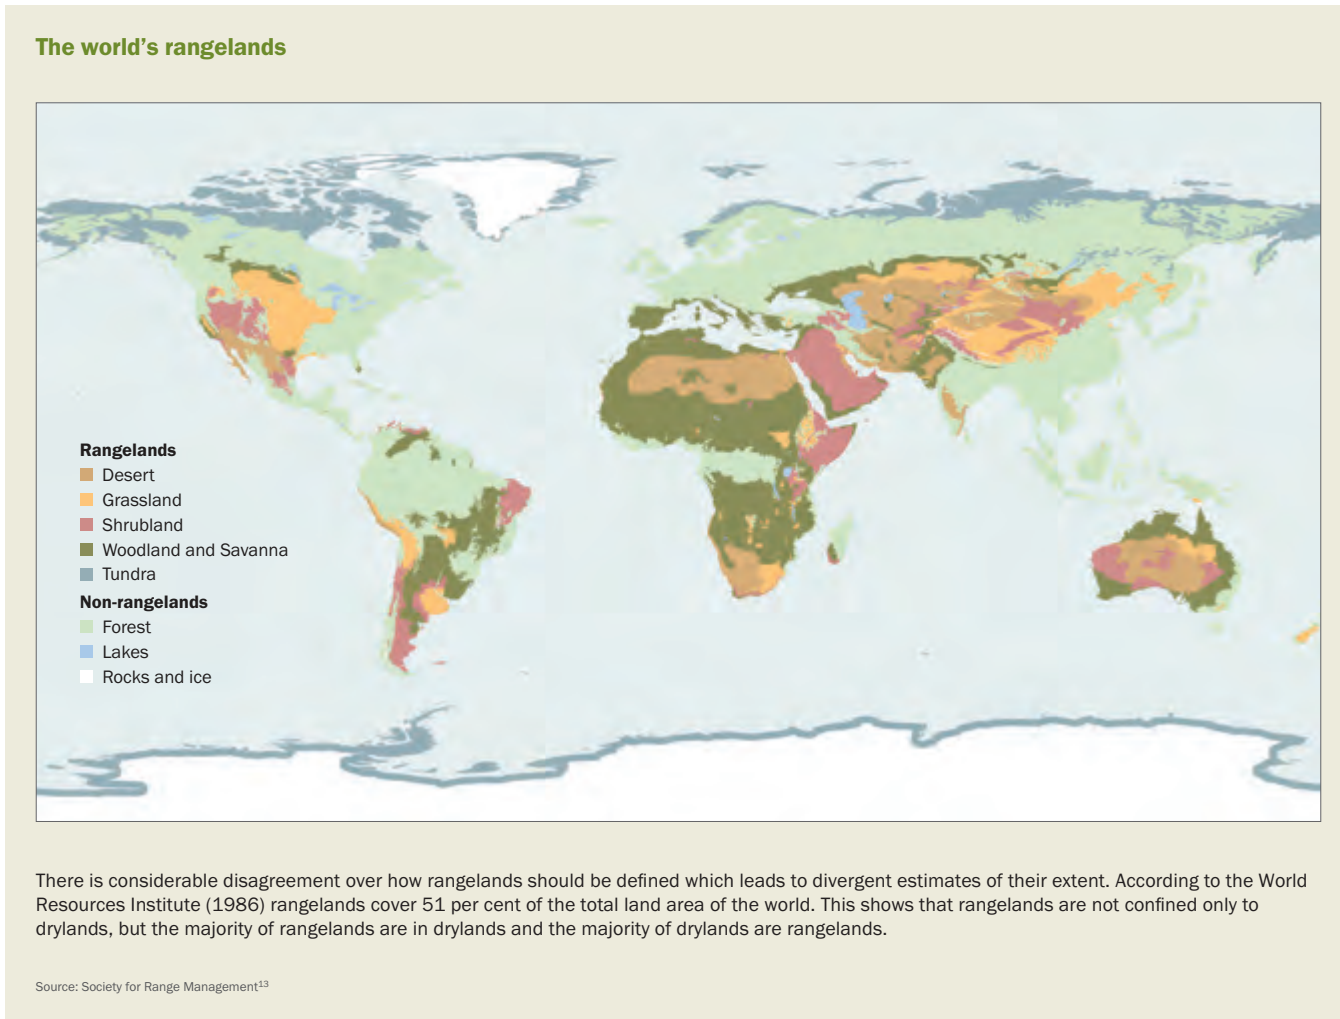 The world’s rangelands
Rangelands
Desert
Grassland
Shrubland
Woodland and Savanna
Tundra
Non-rangelands
Forest
Lakes
Rocks and ice
There is considerable disagreement over how rangelands should be defined which leads to divergent estimates of their extent. According to the World
Resources Institute (1986) rangelands cover 51 per cent of the total land area of the world. This shows that rangelands are not confined only to
drylands, but the majority of rangelands are in drylands and the majority of drylands are rangelands.
Source: Society for Range Management¹³